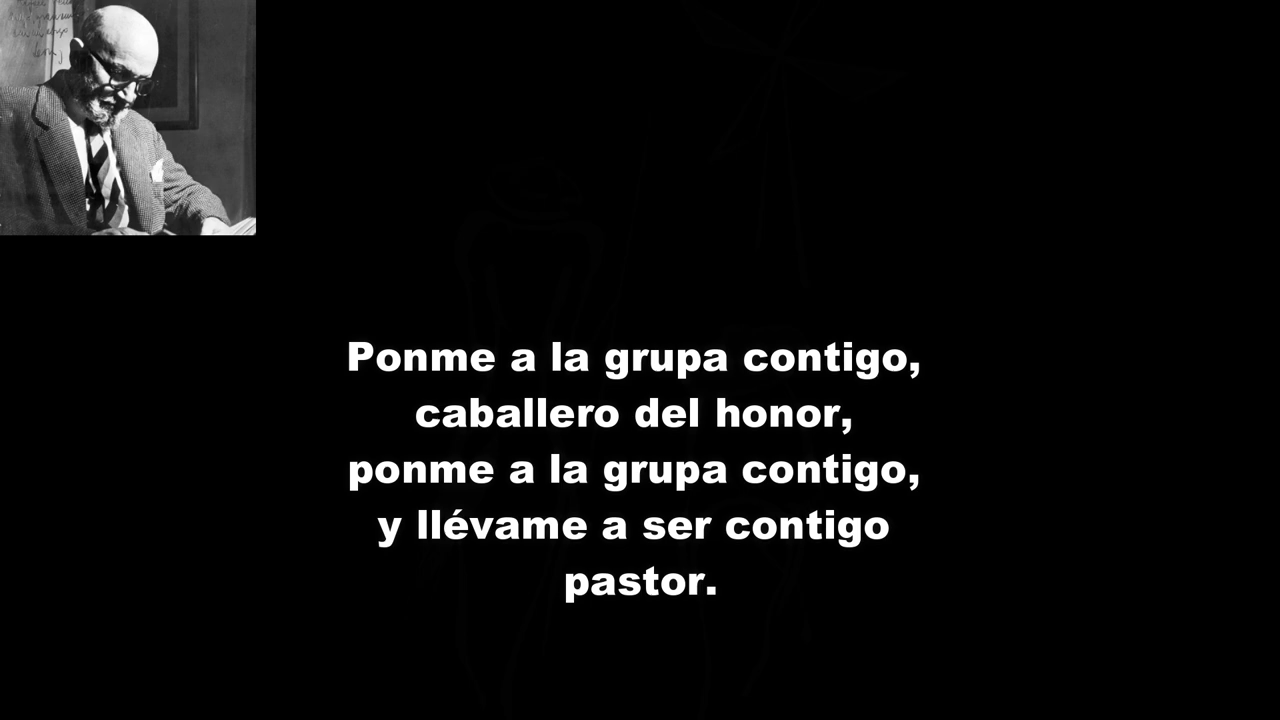 Ponme a la grupa contigo,
caballero del honor,
ponme a la grupa contigo,
y llévame a ser contigo
pastor.